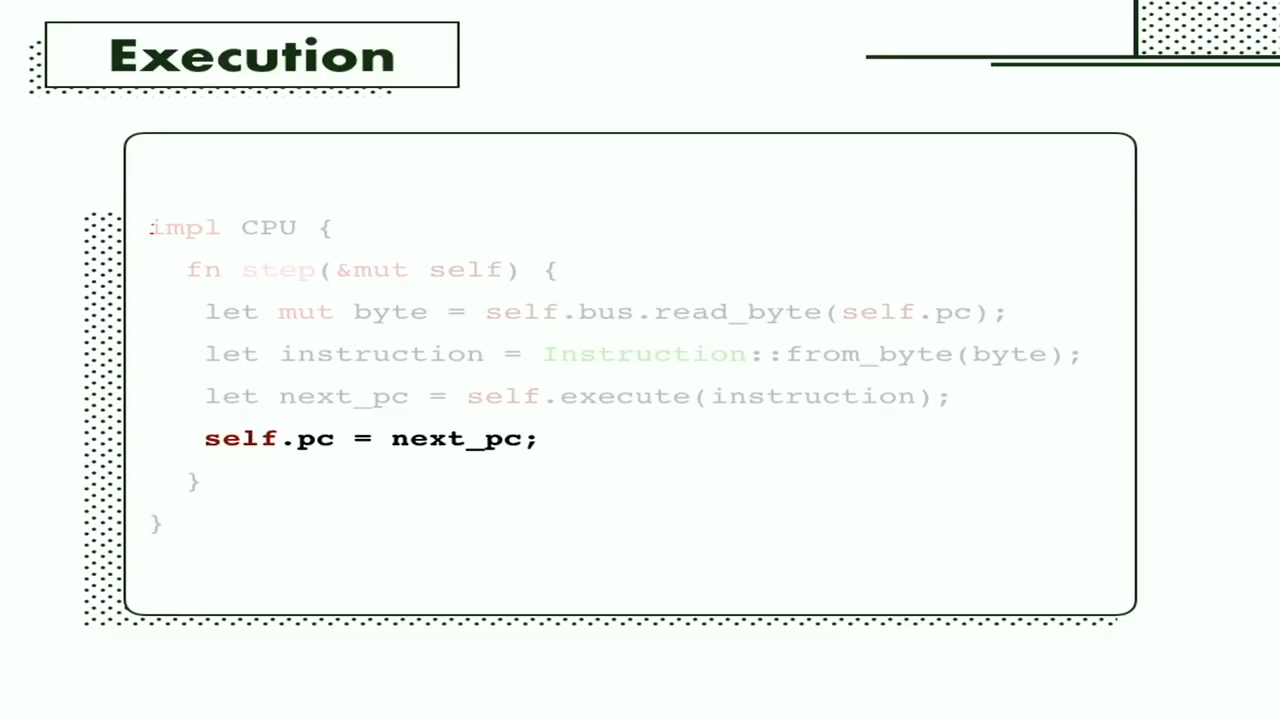 Execution
impl CPU {
fn step(&mut self) {
let mut byte = self.bus.read_byte(self.pc);
let instruction = Instruction::from_byte(byte);
let next_pc = self.execute(instruction);
self.pc = next_pc;
}
}